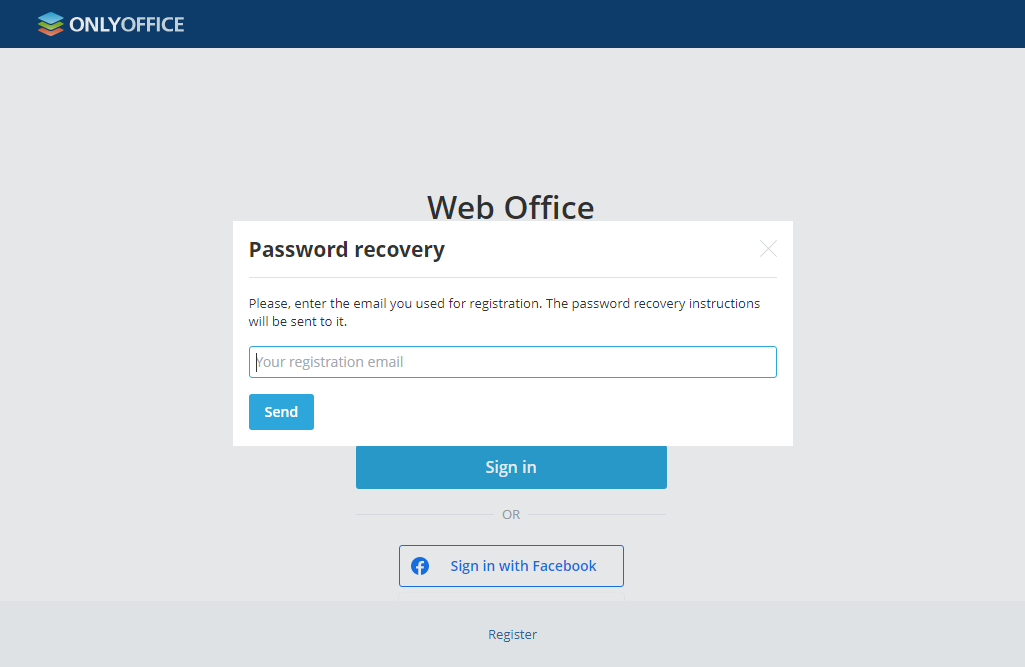 ONLYOFFICE
Web Office
Password recovery
Please, enter the email you used for registration. The password recovery instructions
will be sent to it.
Your registration email
Send
Sign in
OR
Sign in with Facebook
Register